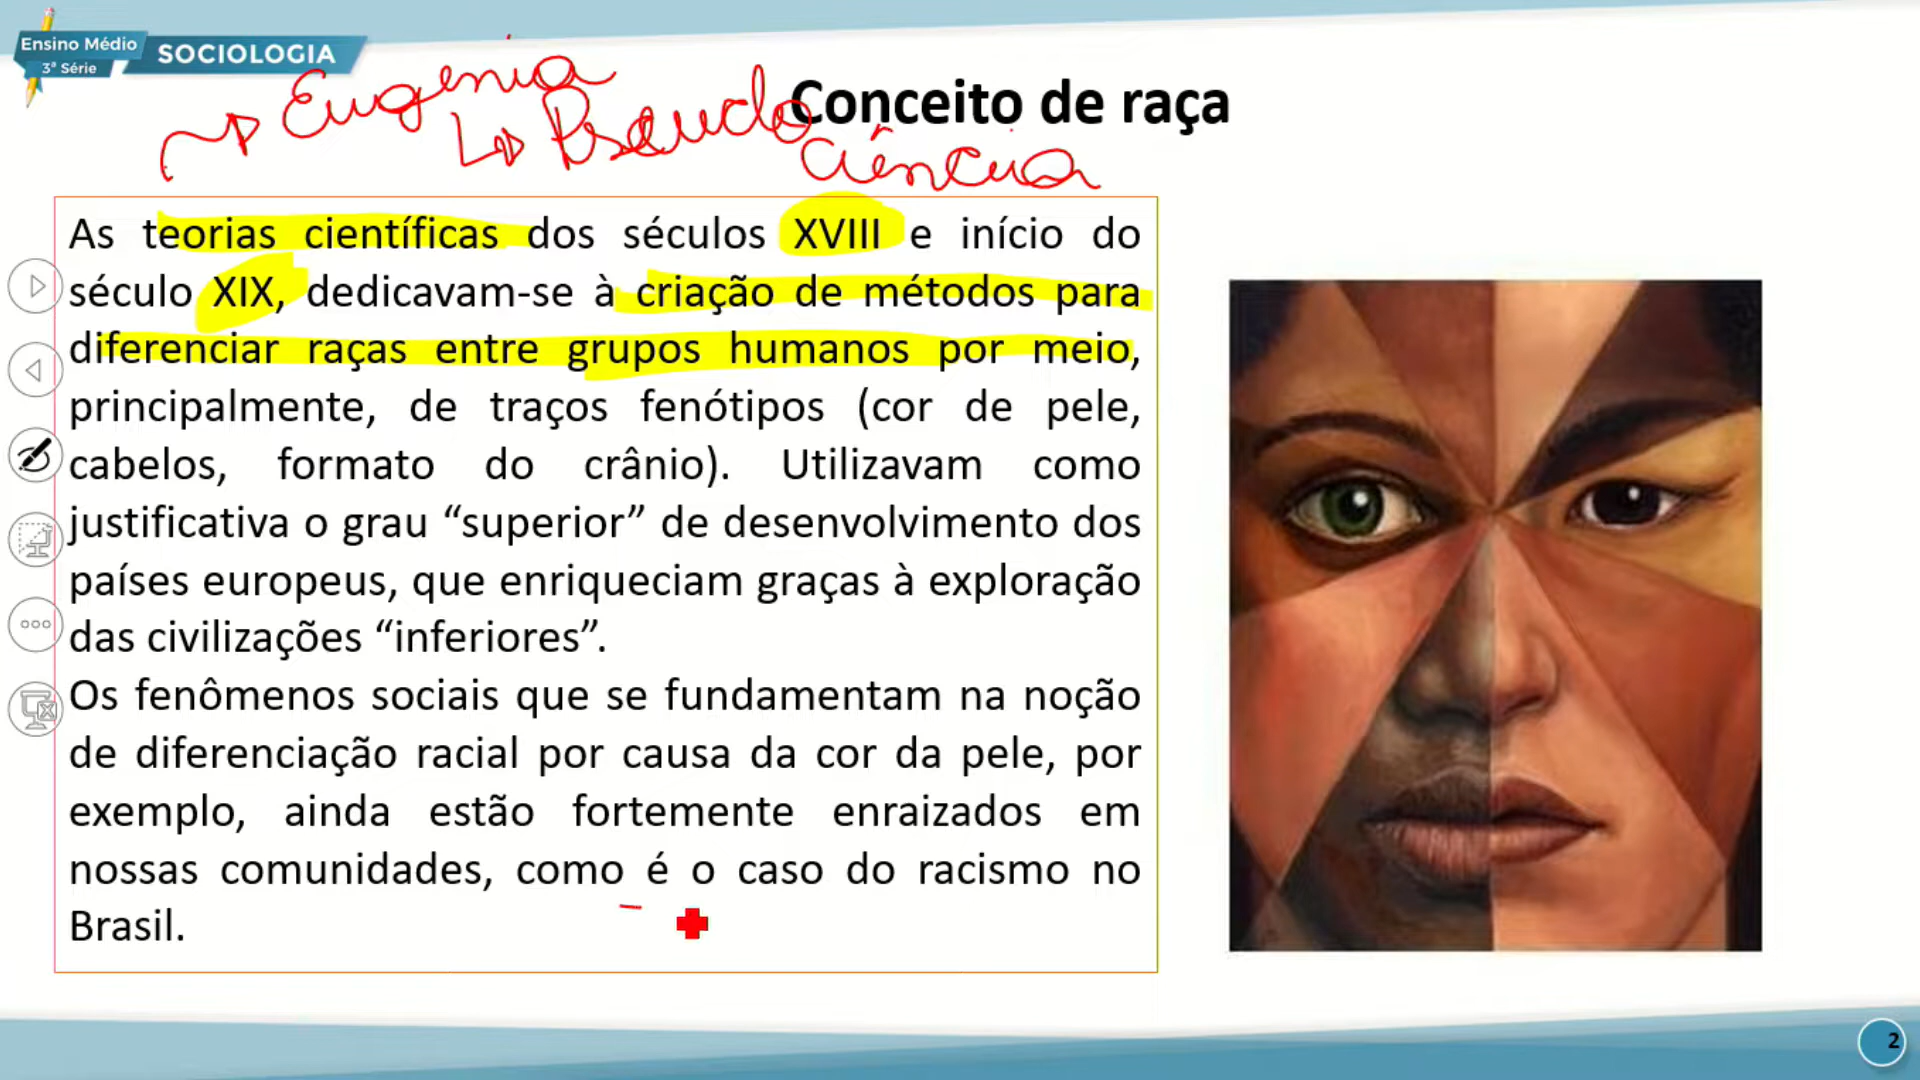 Ensino Médio
3ª Série
SOCIOLOGIA
Conceito de raça
Eugenia
Pseudo
Ciência
As teorias científicas dos séculos XVIII e início do
século XIX, dedicavam-se à criação de métodos para
diferenciar raças entre grupos humanos por meio,
principalmente, de traços fenótipos (cor de pele,
cabelos, formato do crânio). Utilizavam como
justificativa o grau “superior” de desenvolvimento dos
países europeus, que enriqueciam graças à exploração
das civilizações “inferiores”.
Os fenômenos sociais que se fundamentam na noção
de diferenciação racial por causa da cor da pele, por
exemplo, ainda estão fortemente enraizados em
nossas comunidades, como é o caso do racismo no
Brasil.
2